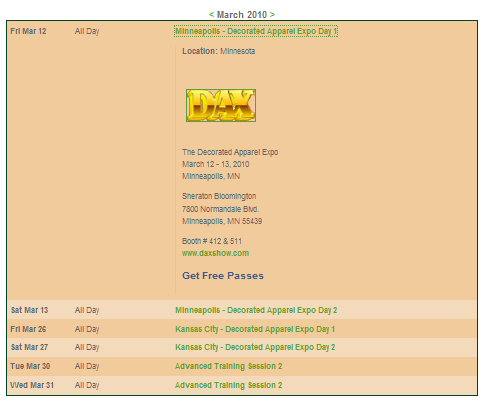 < March 2010 >
Fri Mar 12 All Day Minneapolis - Decorated Apparel Expo Day 1
Location: Minnesota
DAX
The Decorated Apparel Expo
March 12 - 13, 2010
Minneapolis, MN
Sheraton Bloomington
7800 Normandale Blvd.
Minneapolis, MN 55439
Booth # 412 & 511
www.daxshow.com
Get Free Passes
Sat Mar 13 All Day Minneapolis - Decorated Apparel Expo Day 2
Fri Mar 26 All Day Kansas City - Decorated Apparel Expo Day 1
Sat Mar 27 All Day Kansas City - Decorated Apparel Expo Day 2
Tue Mar 30 All Day Advanced Training Session 2
Wed Mar 31 All Day Advanced Training Session 2